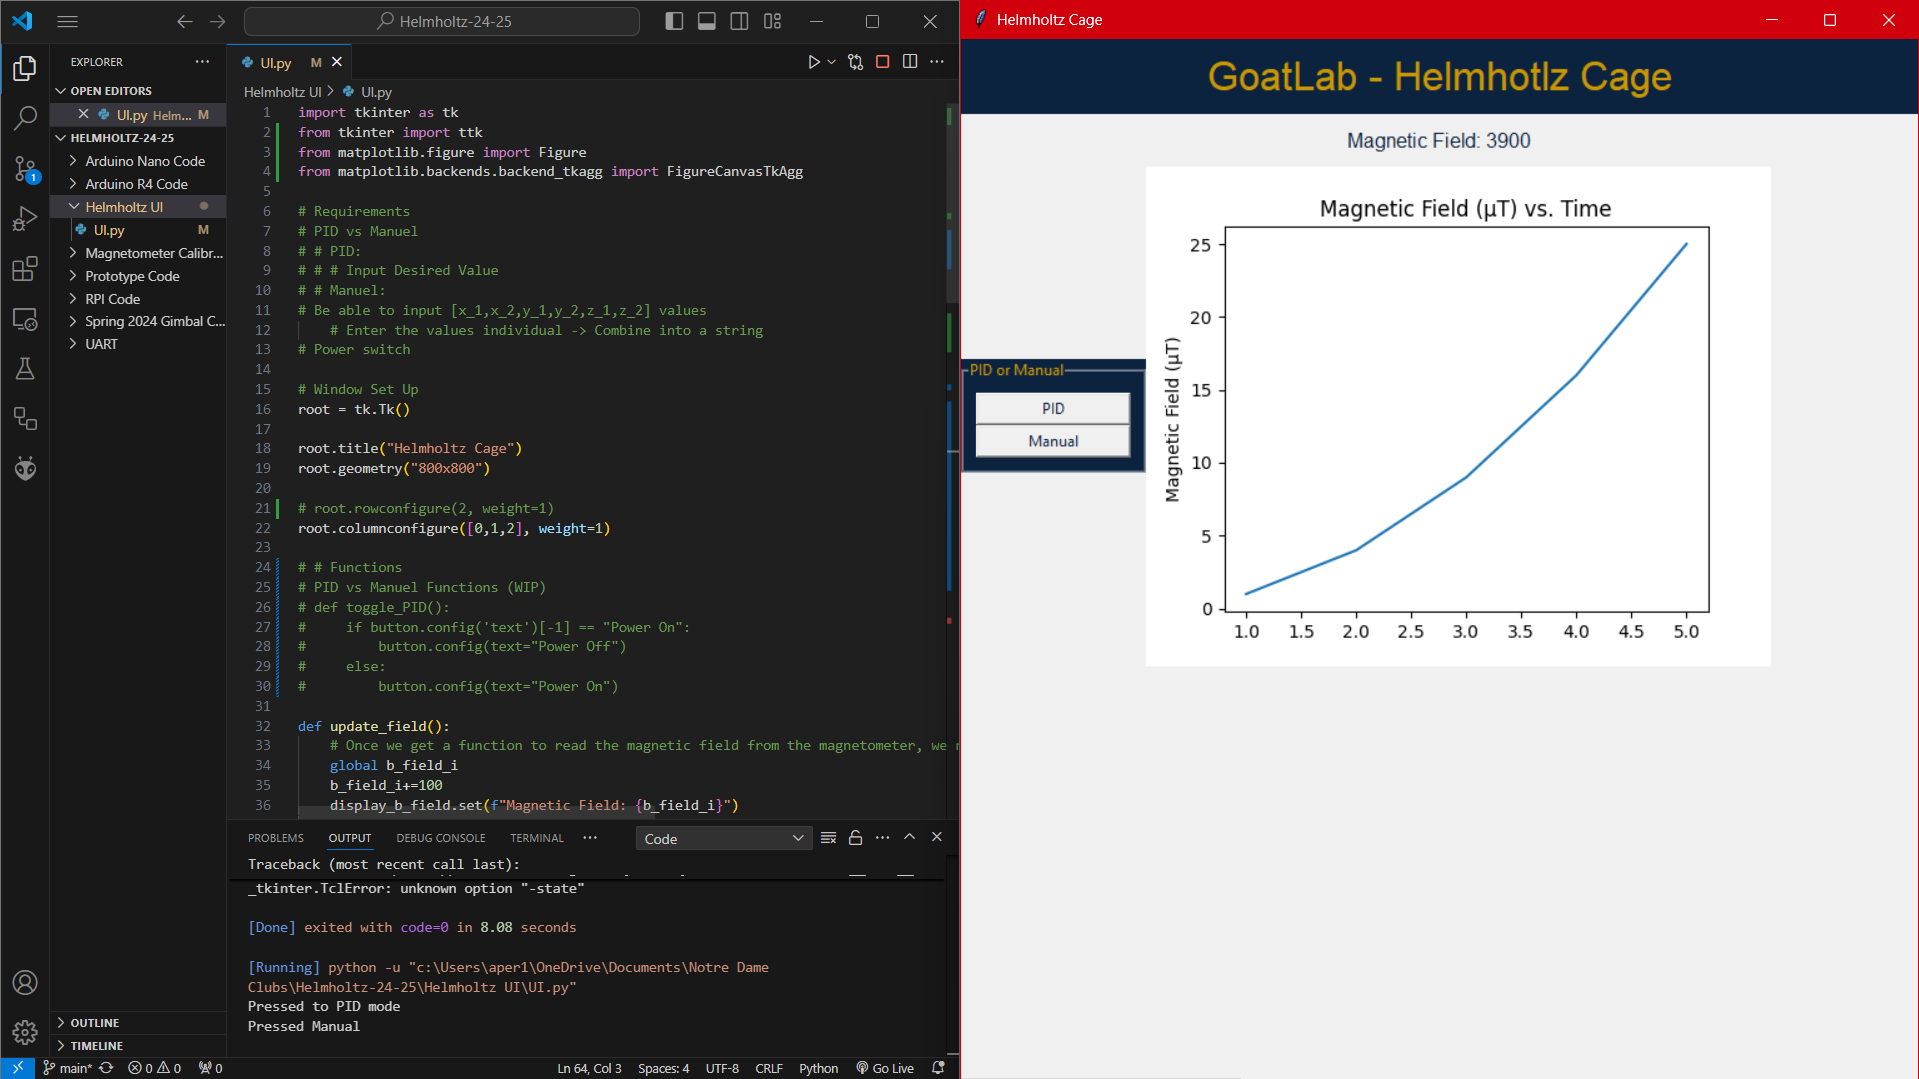 Helmholtz-24-25
EXPLORER
OPEN EDITORS
UI.py Helm... M
HELMHOLTZ-24-25
Arduino Nano Code
Arduino R4 Code
Helmholtz UI
UI.py M
Magnetometer Calibr...
Prototype Code
RPI Code
Spring 2024 Gimbal C...
UART
OUTLINE
TIMELINE
1
UI.py M
Helmholtz UI > UI.py
1 import tkinter as tk
2 from tkinter import ttk
3 from matplotlib.figure import Figure
4 from matplotlib.backends.backend_tkagg import FigureCanvasTkAgg
5
6 # Requirements
7 # PID vs Manuel
8 # # PID:
9 # # # Input Desired Value
10 # # Manuel:
11 # Be able to input [x_1,x_2,y_1,y_2,z_1,z_2] values
12     # Enter the values individual -> Combine into a string
13 # Power switch
14
15 # Window Set Up
16 root = tk.Tk()
17
18 root.title("Helmholtz Cage")
19 root.geometry("800x800")
20
21 # root.rowconfigure(2, weight=1)
22 root.columnconfigure([0,1,2], weight=1)
23
24 # # Functions
25 # PID vs Manuel Functions (WIP)
26 # def toggle_PID():
27 #     if button.config('text')[-1] == "Power On":
28 #         button.config(text="Power Off")
29 #     else:
30 #         button.config(text="Power On")
31
32 def update_field():
33     # Once we get a function to read the magnetic field from the magnetometer, we
34     global b_field_i
35     b_field_i+=100
36     display_b_field.set(f"Magnetic Field: {b_field_i}")
PROBLEMS OUTPUT DEBUG CONSOLE TERMINAL ... Code
Traceback (most recent call last):
_tkinter.TclError: unknown option "-state"
[Done] exited with code=0 in 8.08 seconds
[Running] python -u "c:\Users\aper1\OneDrive\Documents\Notre Dame
Clubs\Helmholtz-24-25\Helmholtz UI\UI.py"
Pressed to PID mode
Pressed Manual
main* 0 0 0 Ln 64, Col 3 Spaces: 4 UTF-8 CRLF Python Go Live
Helmholtz Cage
GoatLab - Helmhotlz Cage
Magnetic Field: 3900
PID or Manual
PID
Manual
Magnetic Field (µT) vs. Time
Magnetic Field (µT)
25
20
15
10
5
0
1.0 1.5 2.0 2.5 3.0 3.5 4.0 4.5 5.0